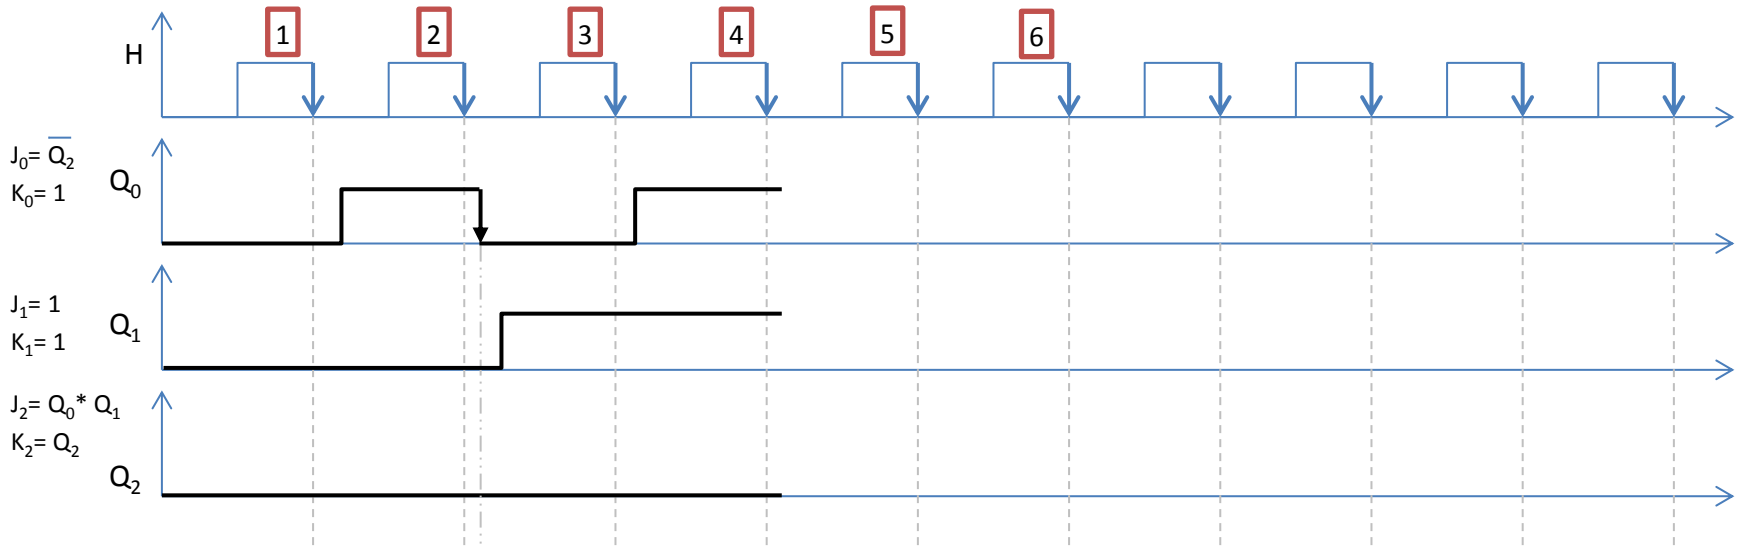 1 2 3 4 5 6
H
J₀= Q̅₂
K₀= 1
Q₀
J₁= 1
K₁= 1
Q₁
J₂= Q₀* Q₁
K₂= Q₂
Q₂